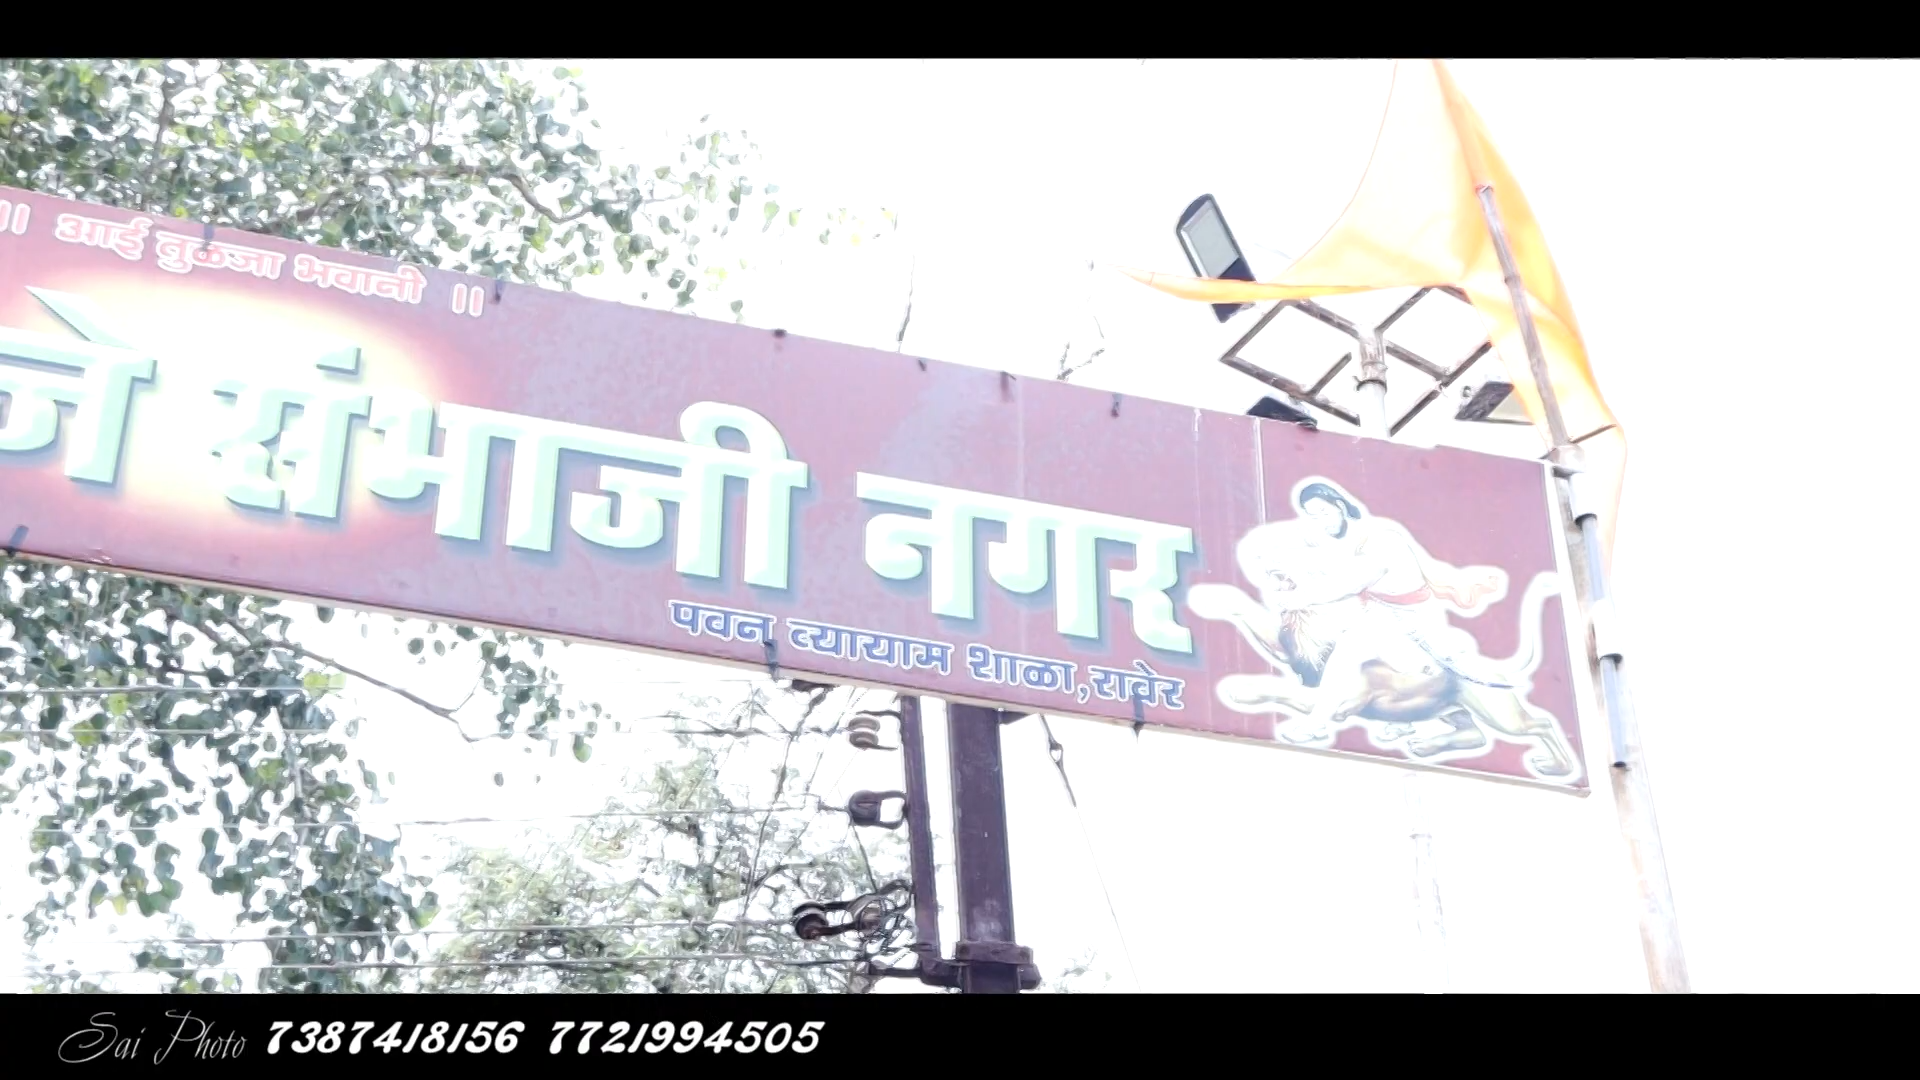 ॥ आई तुळजा भवानी ॥
संभाजी नगर
पवन व्यायाम शाळा,रावेर
Sai Photo 7387418156 7721994505